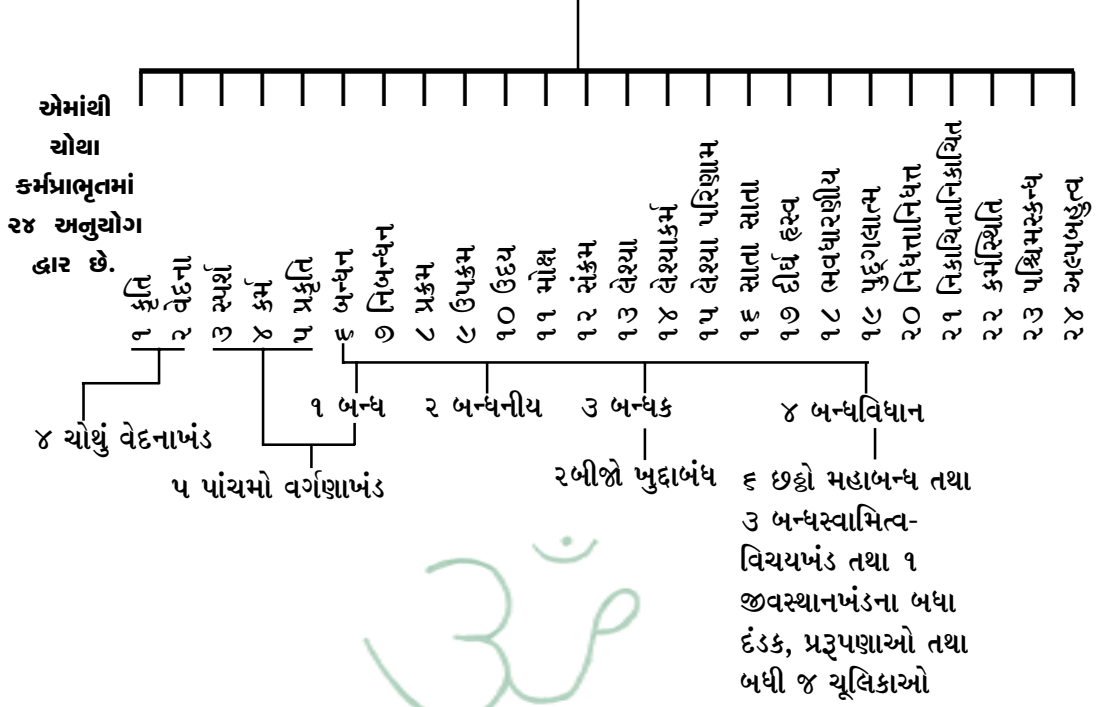 એમાંથી
ચોથા
કર્મપ્રાભૃતમાં
૨૪ અનુયોગ
દ્વાર છે.
૧ કૃતિ
૨ વેદના
૩ સ્પર્શ
૪ કર્મ
૫ પ્રકૃતિ
૬ બન્ધન
૭ નિબન્ધન
૮ પ્રક્રમ
૯ ઉપક્રમ
૧૦ ઉદય
૧૧ મોક્ષ
૧૨ સંક્રમ
૧૩ લેશ્યા
૧૪ લેશ્યાકર્મ
૧૫ લેશ્યા પરિણામ
૧૬ સાતા સાતા
૧૭ દીર્ઘ હ્રસ્વ
૧૮ ભવધારણીય
૧૯ પુદ્ગલાત્મ
૨૦ નિધત્તાનિધત્ત
૨૧ નિકાચિતાનિકાચિત
૨૨ કર્મસ્થિતિ
૨૩ પશ્ચિમસ્કન્ધ
૨૪ અલ્પબહુત્વ
૧ બન્ધ ૨ બન્ધનીય ૩ બન્ધક ૪ બન્ધવિધાન
૪ ચોથું વેદનાખંડ
૫ પાંચમો વર્ગણાખંડ
૨બીજો ખુદ્દાબંધ
૬ છઠ્ઠો મહાબન્ધ તથા
૩ બન્ધસ્વામિત્વ-
વિચયખંડ તથા ૧
જીવસ્થાનખંડના બધા
દંડક, પ્રરૂપણાઓ તથા
બધી જ ચૂલિકાઓ
ૐ